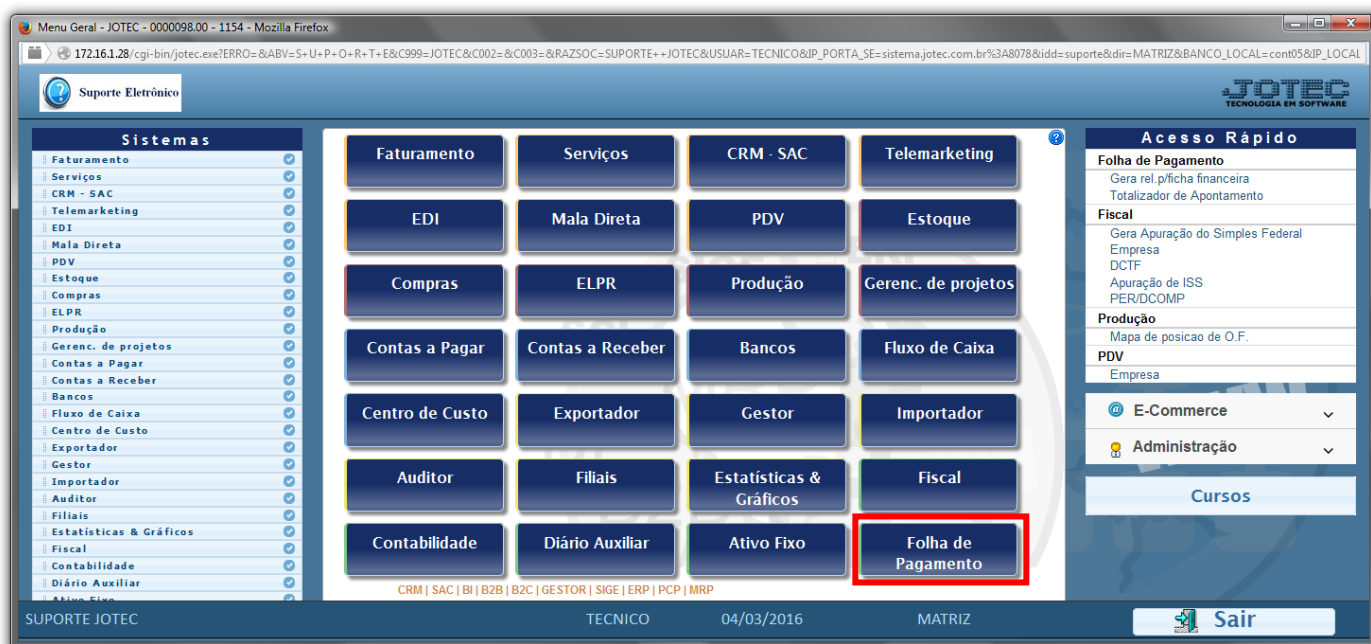 Menu Geral - JOTEC - 0000098.00 - 1154 - Mozilla Firefox
172.16.1.28/cgi-bin/jotec.exe?ERRO=&ABV=S+U+P+O+R+T+E&C999=JOTEC&C002=&C003=&RAZSOC=SUPORTE++JOTEC&USUAR=TECNICO&IP_PORTA_SE=sistema.jotec.com.br%3A8078&idd=suporte&dir=MATRIZ&BANCO_LOCAL=cont05&IP_LOCAL
Suporte Eletrônico
JOTEC
TECNOLOGIA EM SOFTWARE
Sistemas
Faturamento
Serviços
CRM - SAC
Telemarketing
EDI
Mala Direta
PDV
Estoque
Compras
ELPR
Produção
Gerenc. de projetos
Contas a Pagar
Contas a Receber
Bancos
Fluxo de Caixa
Centro de Custo
Exportador
Gestor
Importador
Auditor
Filiais
Estatísticas & Gráficos
Fiscal
Contabilidade
Diário Auxiliar
Ativo Fixo
Faturamento
Serviços
CRM - SAC
Telemarketing
EDI
Mala Direta
PDV
Estoque
Compras
ELPR
Produção
Gerenc. de projetos
Contas a Pagar
Contas a Receber
Bancos
Fluxo de Caixa
Centro de Custo
Exportador
Gestor
Importador
Auditor
Filiais
Estatísticas &
Gráficos
Fiscal
Contabilidade
Diário Auxiliar
Ativo Fixo
Folha de
Pagamento
CRM | SAC | BI | B2B | B2C | GESTOR | SIGE | ERP | PCP | MRP
Acesso Rápido
Folha de Pagamento
Gera rel.p/ficha financeira
Totalizador de Apontamento
Fiscal
Gera Apuração do Simples Federal
Empresa
DCTF
Apuração de ISS
PER/DCOMP
Produção
Mapa de posicao de O.F.
PDV
Empresa
E-Commerce
Administração
Cursos
SUPORTE JOTEC
TECNICO
04/03/2016
MATRIZ
Sair